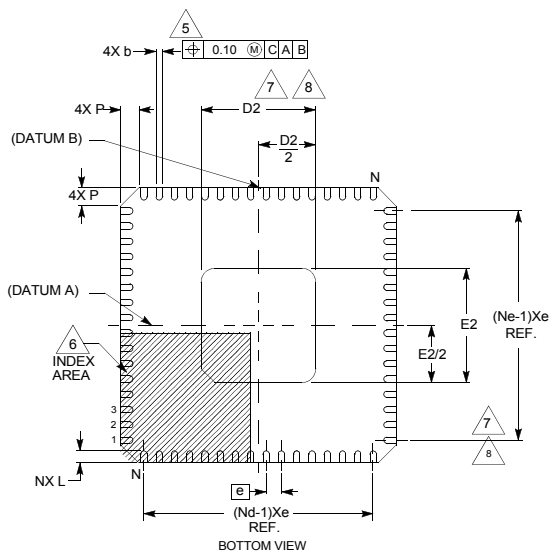 5
4X b
0.10 Ⓜ C A B
7 8
4X P
D2
(DATUM B)
D2
2
N
4X P
(DATUM A)
(Ne-1)Xe
REF.
E2
E2/2
6
INDEX
AREA
3
2
1
7
8
NX L
N
e
(Nd-1)Xe
REF.
BOTTOM VIEW